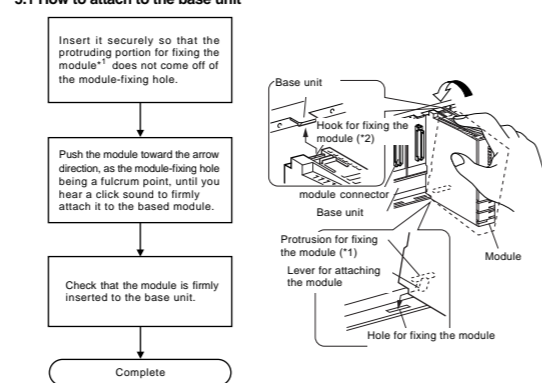 5.1 How to attach to the base unit
Insert it securely so that the
protruding portion for fixing the
module*1 does not come off of
the module-fixing hole.
Push the module toward the arrow
direction, as the module-fixing hole
being a fulcrum point, until you
hear a click sound to firmly
attach it to the based module.
Check that the module is firmly
inserted to the base unit.
Complete
Base unit
Hook for fixing the
module (*2)
module connector
Base unit
Protrusion for fixing
the module (*1)
Lever for attaching
the module
Module
Hole for fixing the module